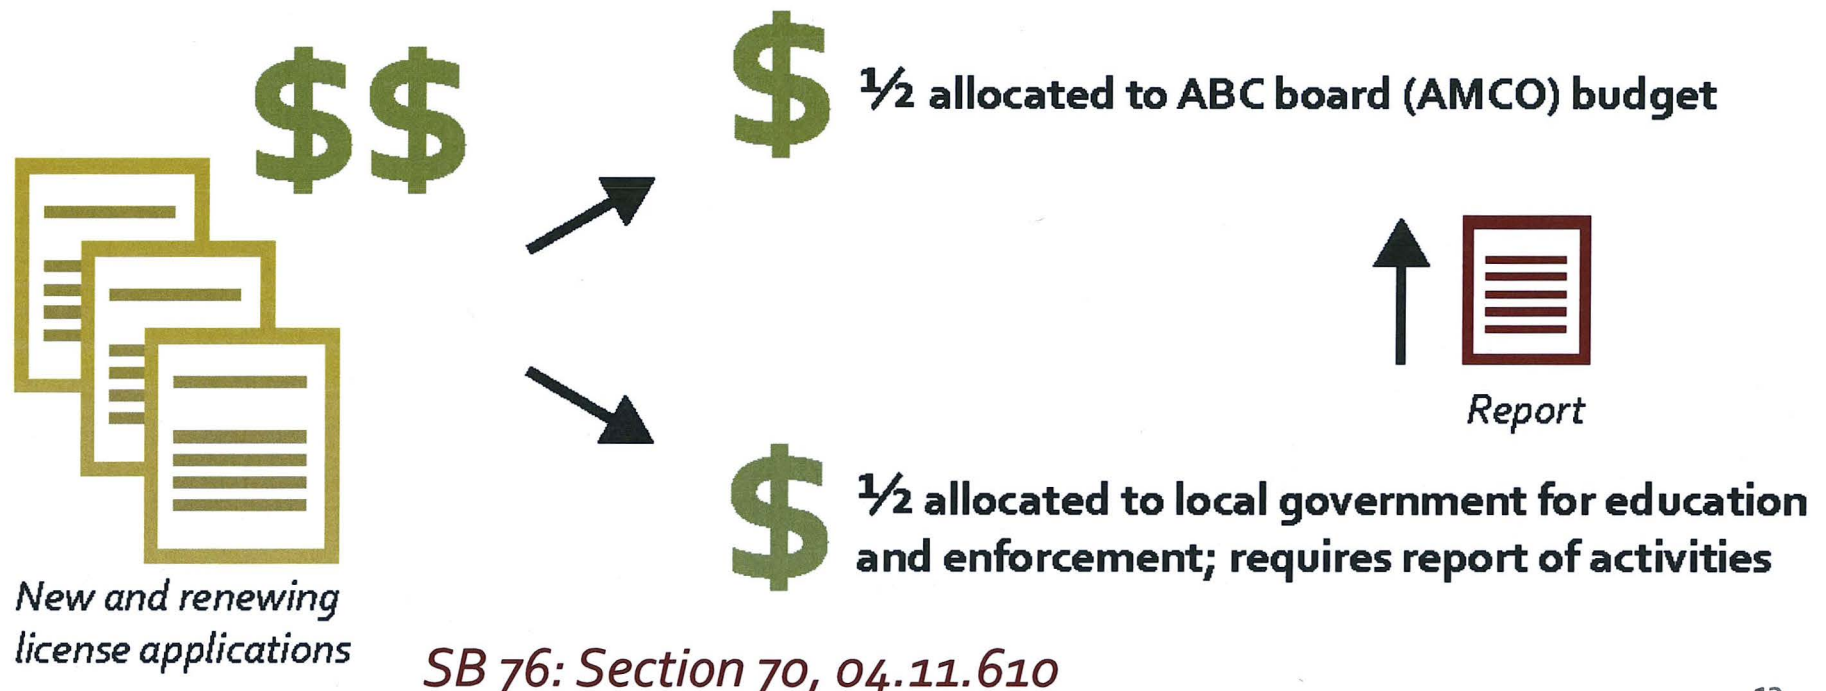 $$
$
½ allocated to ABC board (AMCO) budget
Report
$
½ allocated to local government for education
and enforcement; requires report of activities
New and renewing
license applications
SB 76: Section 70, 04.11.610